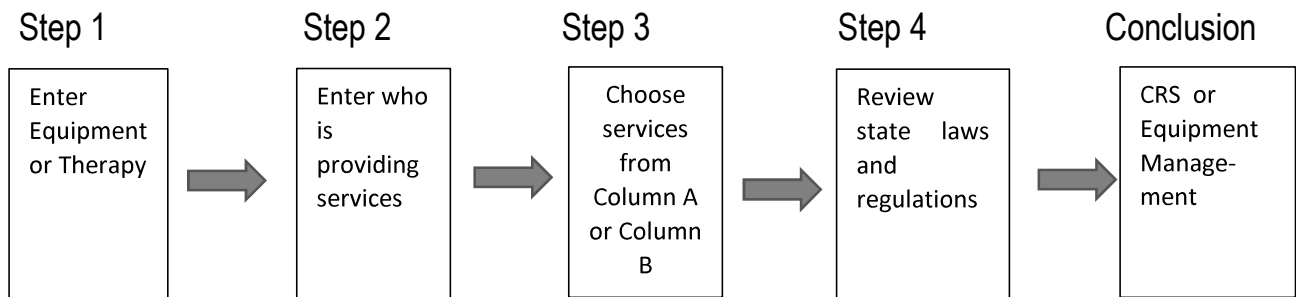 Step 1
Enter
Equipment
or Therapy
Step 2
Enter who
is
providing
services
Step 3
Choose
services
from
Column A
or Column
B
Step 4
Review
state laws
and
regulations
Conclusion
CRS or
Equipment
Manage-
ment